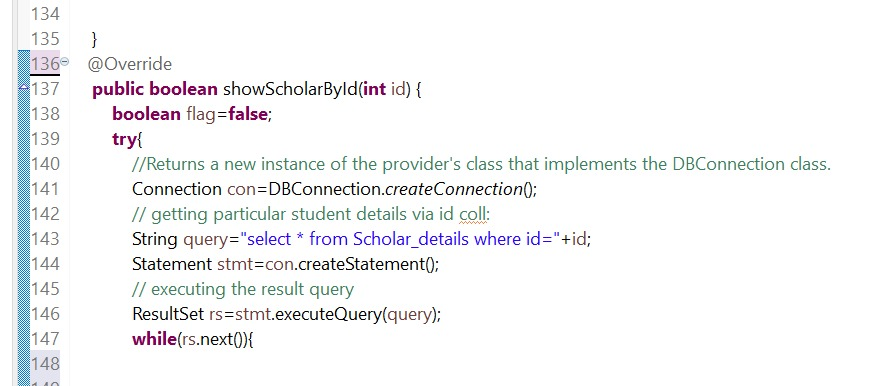 134
135 }
136 @Override
137 public boolean showScholarById(int id) {
138 boolean flag=false;
139 try{
140 //Returns a new instance of the provider's class that implements the DBConnection class.
141 Connection con=DBConnection.createConnection();
142 // getting particular student details via id coll:
143 String query="select * from Scholar_details where id="+id;
144 Statement stmt=con.createStatement();
145 // executing the result query
146 ResultSet rs=stmt.executeQuery(query);
147 while(rs.next()){
148